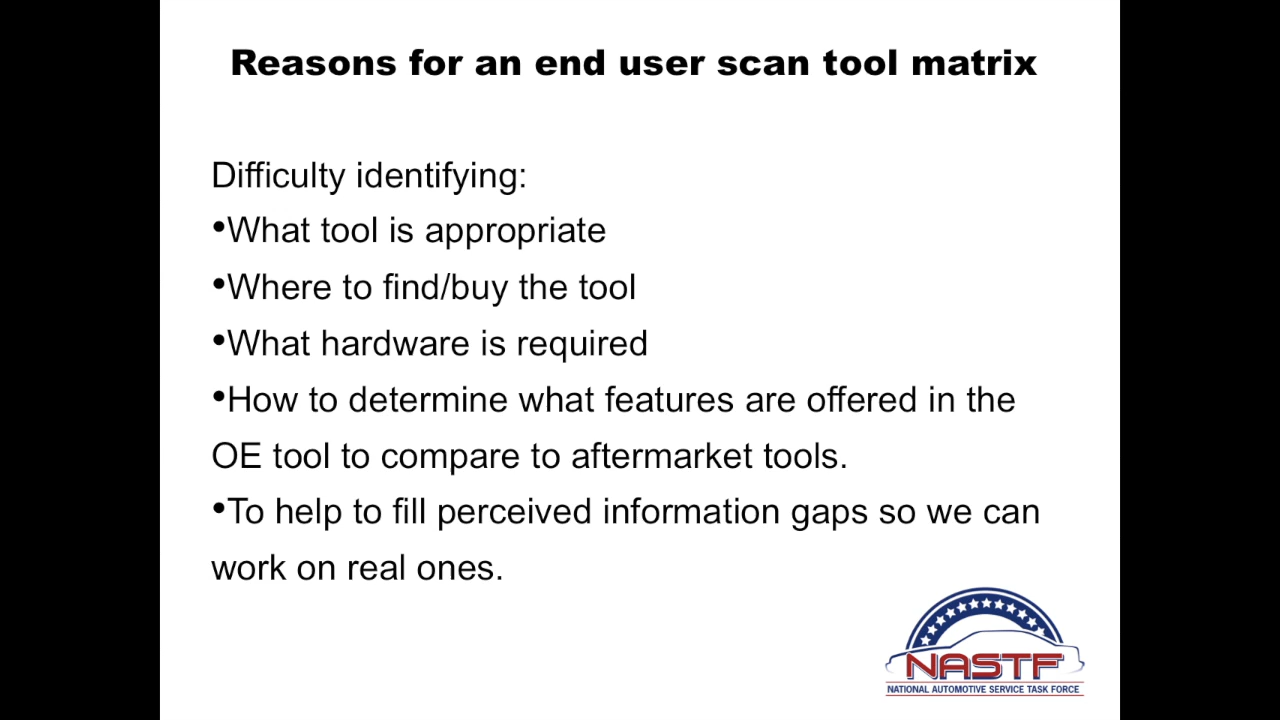 Reasons for an end user scan tool matrix
Difficulty identifying:
•What tool is appropriate
•Where to find/buy the tool
•What hardware is required
•How to determine what features are offered in the
OE tool to compare to aftermarket tools.
•To help to fill perceived information gaps so we can
work on real ones.
NASTF
NATIONAL AUTOMOTIVE SERVICE TASK FORCE